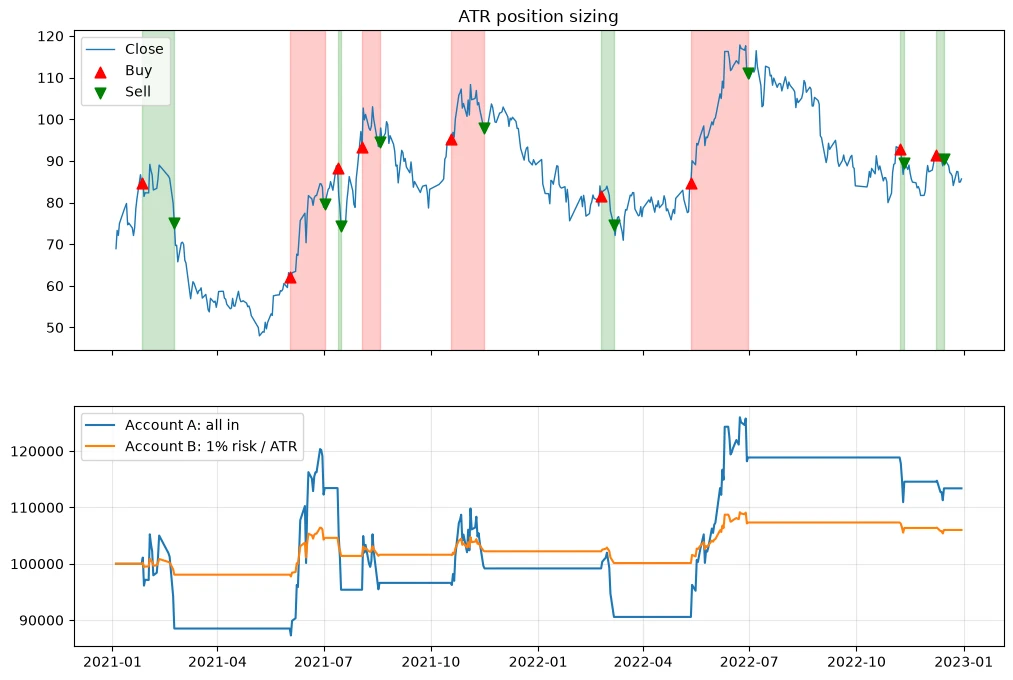 ATR position sizing
Close
Buy
Sell
120
110
100
90
80
70
60
50
Account A: all in
Account B: 1% risk / ATR
120000
110000
100000
90000
2021-01 2021-04 2021-07 2021-10 2022-01 2022-04 2022-07 2022-10 2023-01